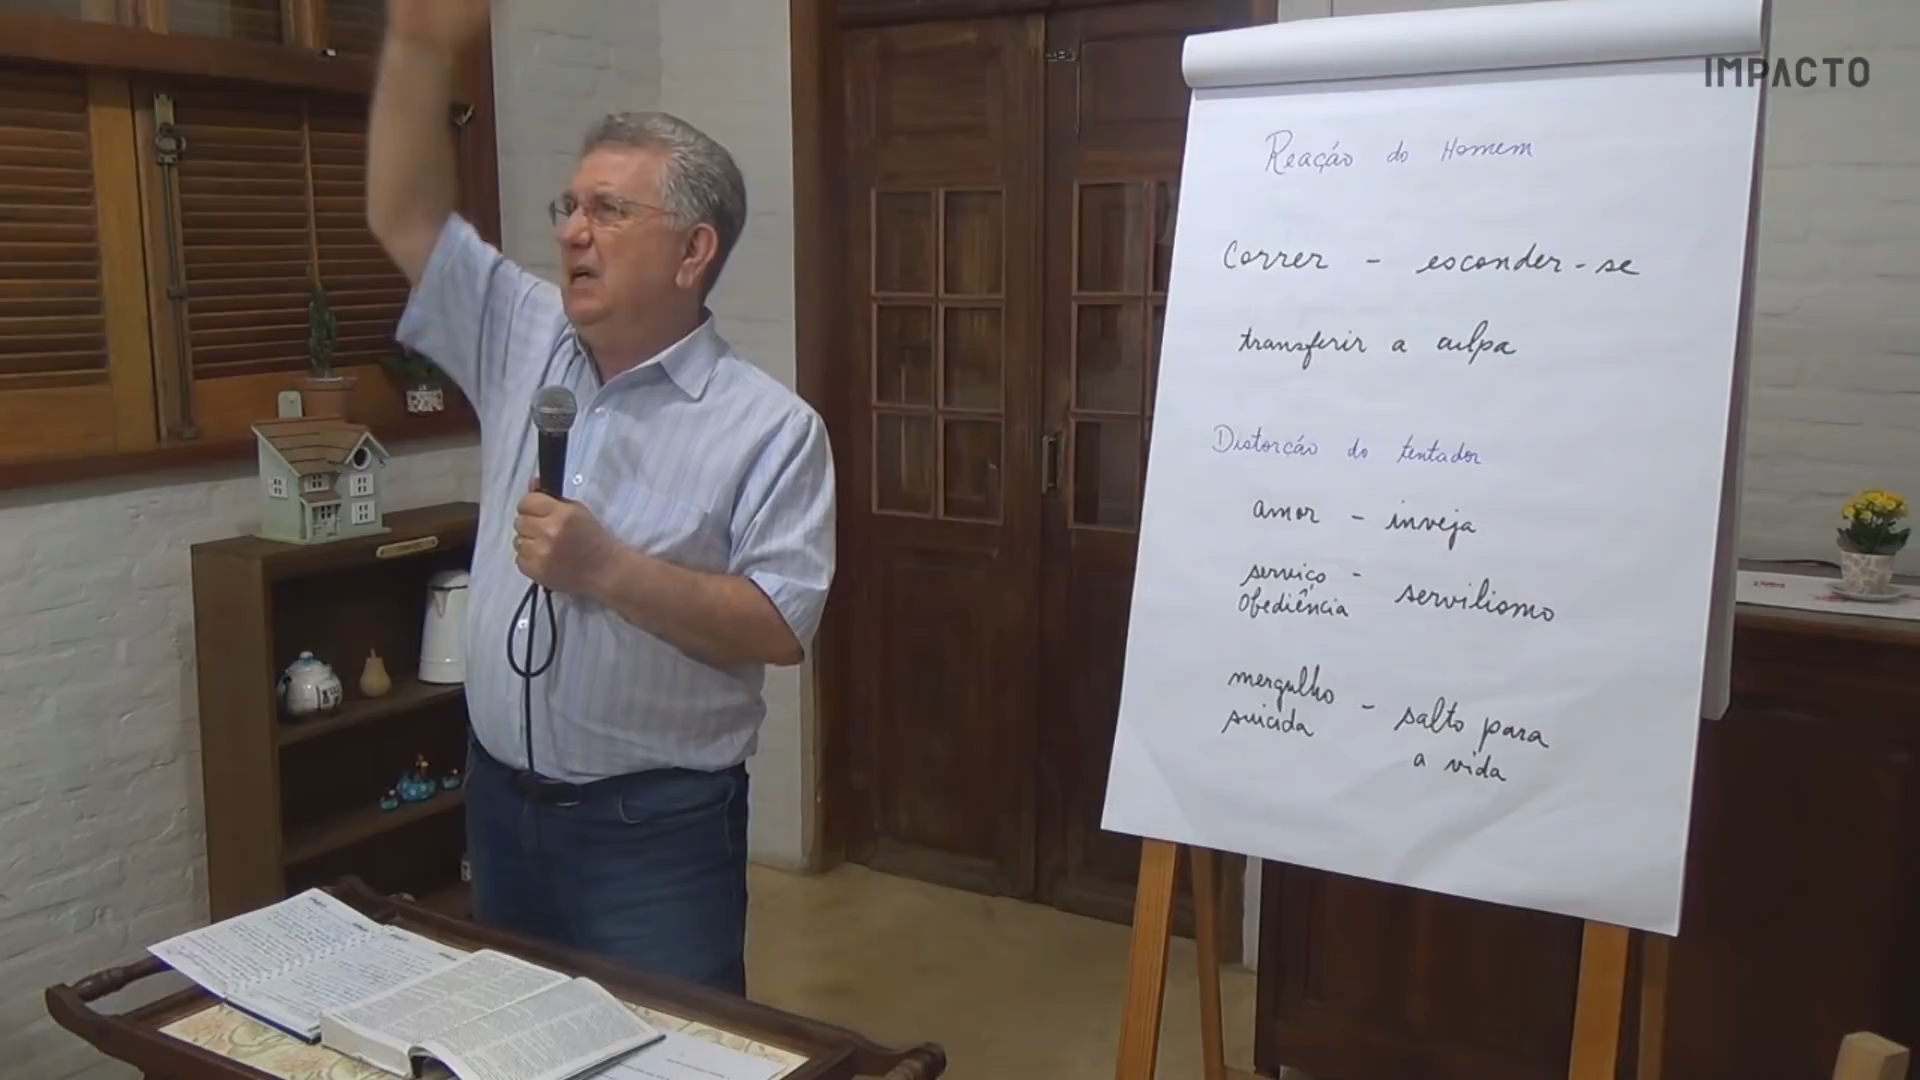 IMPACTO
Reação do Homem
Correr - esconder-se
transferir a culpa
Distorção do tentador
amor - inveja
serviço - servilismo
Obediência
mergulho - salto para
suicida a vida